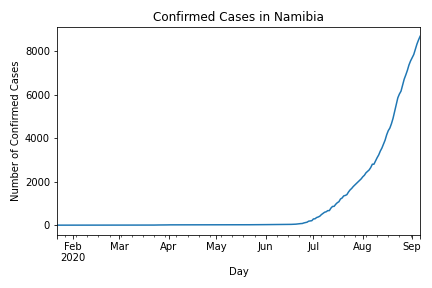 Confirmed Cases in Namibia
Number of Confirmed Cases
8000
6000
4000
2000
0
Feb Mar Apr May Jun Jul Aug Sep
2020
Day